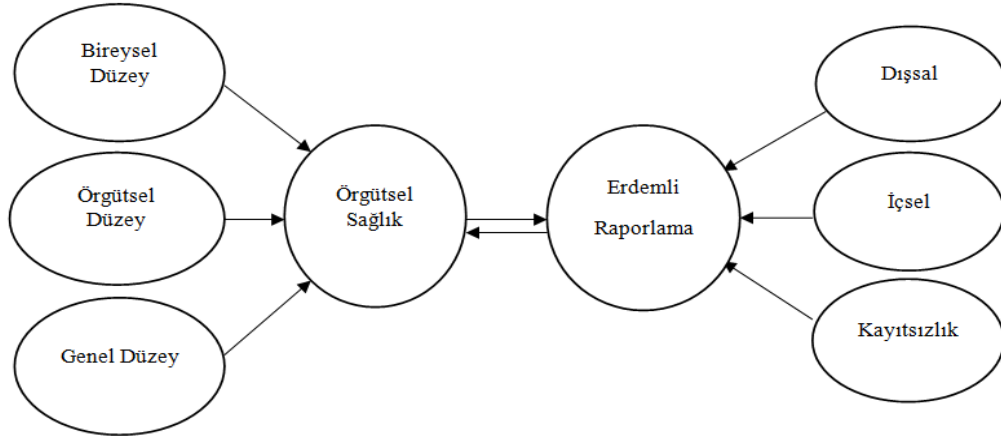 Bireysel
Düzey
Örgütsel
Düzey
Genel Düzey
Örgütsel
Sağlık
Erdemli
Raporlama
Dışsal
İçsel
Kayıtsızlık